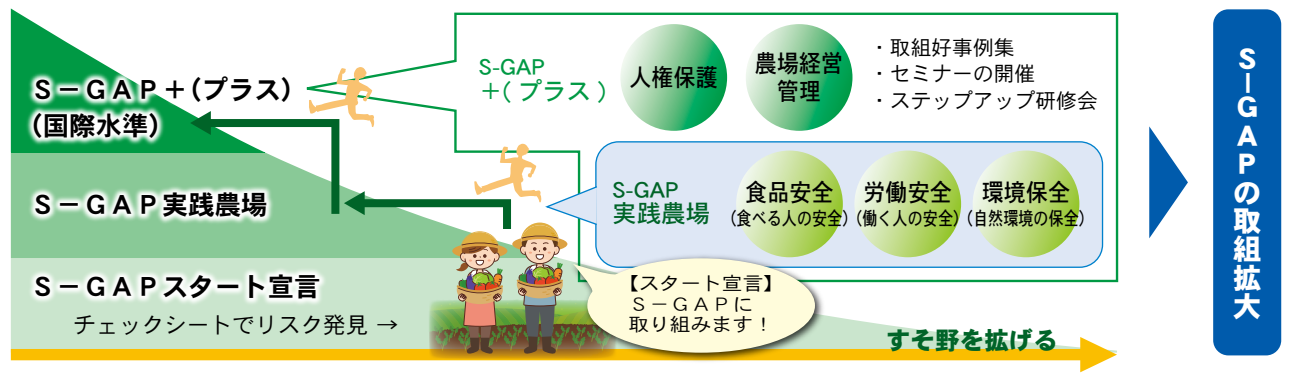 S－GAP＋(プラス)
(国際水準)
S－GAP実践農場
S－GAPスタート宣言
チェックシートでリスク発見 →
【スタート宣言】
S－GAPに
取り組みます！
すそ野を拡げる
S-GAP
＋( プラス )
人権保護
農場経営
管理
・取組好事例集
・セミナーの開催
・ステップアップ研修会
S-GAP
実践農場
食品安全
(食べる人の安全)
労働安全
(働く人の安全)
環境保全
(自然環境の保全)
S－GAPの取組拡大